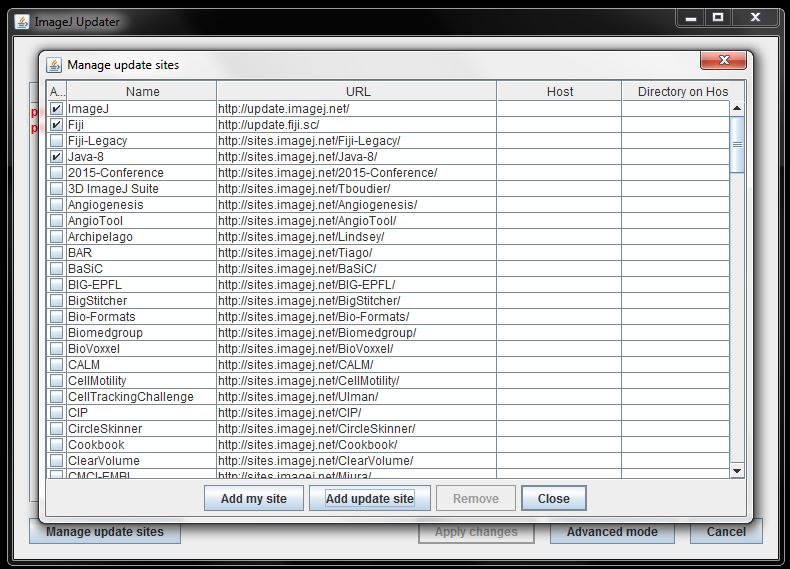 ImageJ Updater
Manage update sites
A... Name URL Host Directory on Hos
ImageJ http://update.imagej.net/
Fiji http://update.fiji.sc/
Fiji-Legacy http://sites.imagej.net/Fiji-Legacy/
Java-8 http://sites.imagej.net/Java-8/
2015-Conference http://sites.imagej.net/2015-Conference/
3D ImageJ Suite http://sites.imagej.net/Tboudier/
Angiogenesis http://sites.imagej.net/Angiogenesis/
AngioTool http://sites.imagej.net/AngioTool/
Archipelago http://sites.imagej.net/Lindsey/
BAR http://sites.imagej.net/Tiago/
BaSiC http://sites.imagej.net/BaSiC/
BIG-EPFL http://sites.imagej.net/BIG-EPFL/
BigStitcher http://sites.imagej.net/BigStitcher/
Bio-Formats http://sites.imagej.net/Bio-Formats/
Biomedgroup http://sites.imagej.net/Biomedgroup/
BioVoxxel http://sites.imagej.net/BioVoxxel/
CALM http://sites.imagej.net/CALM/
CellMotility http://sites.imagej.net/CellMotility/
CellTrackingChallenge http://sites.imagej.net/Ulman/
CIP http://sites.imagej.net/CIP/
CircleSkinner http://sites.imagej.net/CircleSkinner/
Cookbook http://sites.imagej.net/Cookbook/
ClearVolume http://sites.imagej.net/ClearVolume/
CMCI-EMBL http://sites.imagej.net/Miura/
Add my site Add update site Remove Close
Manage update sites Apply changes Advanced mode Cancel